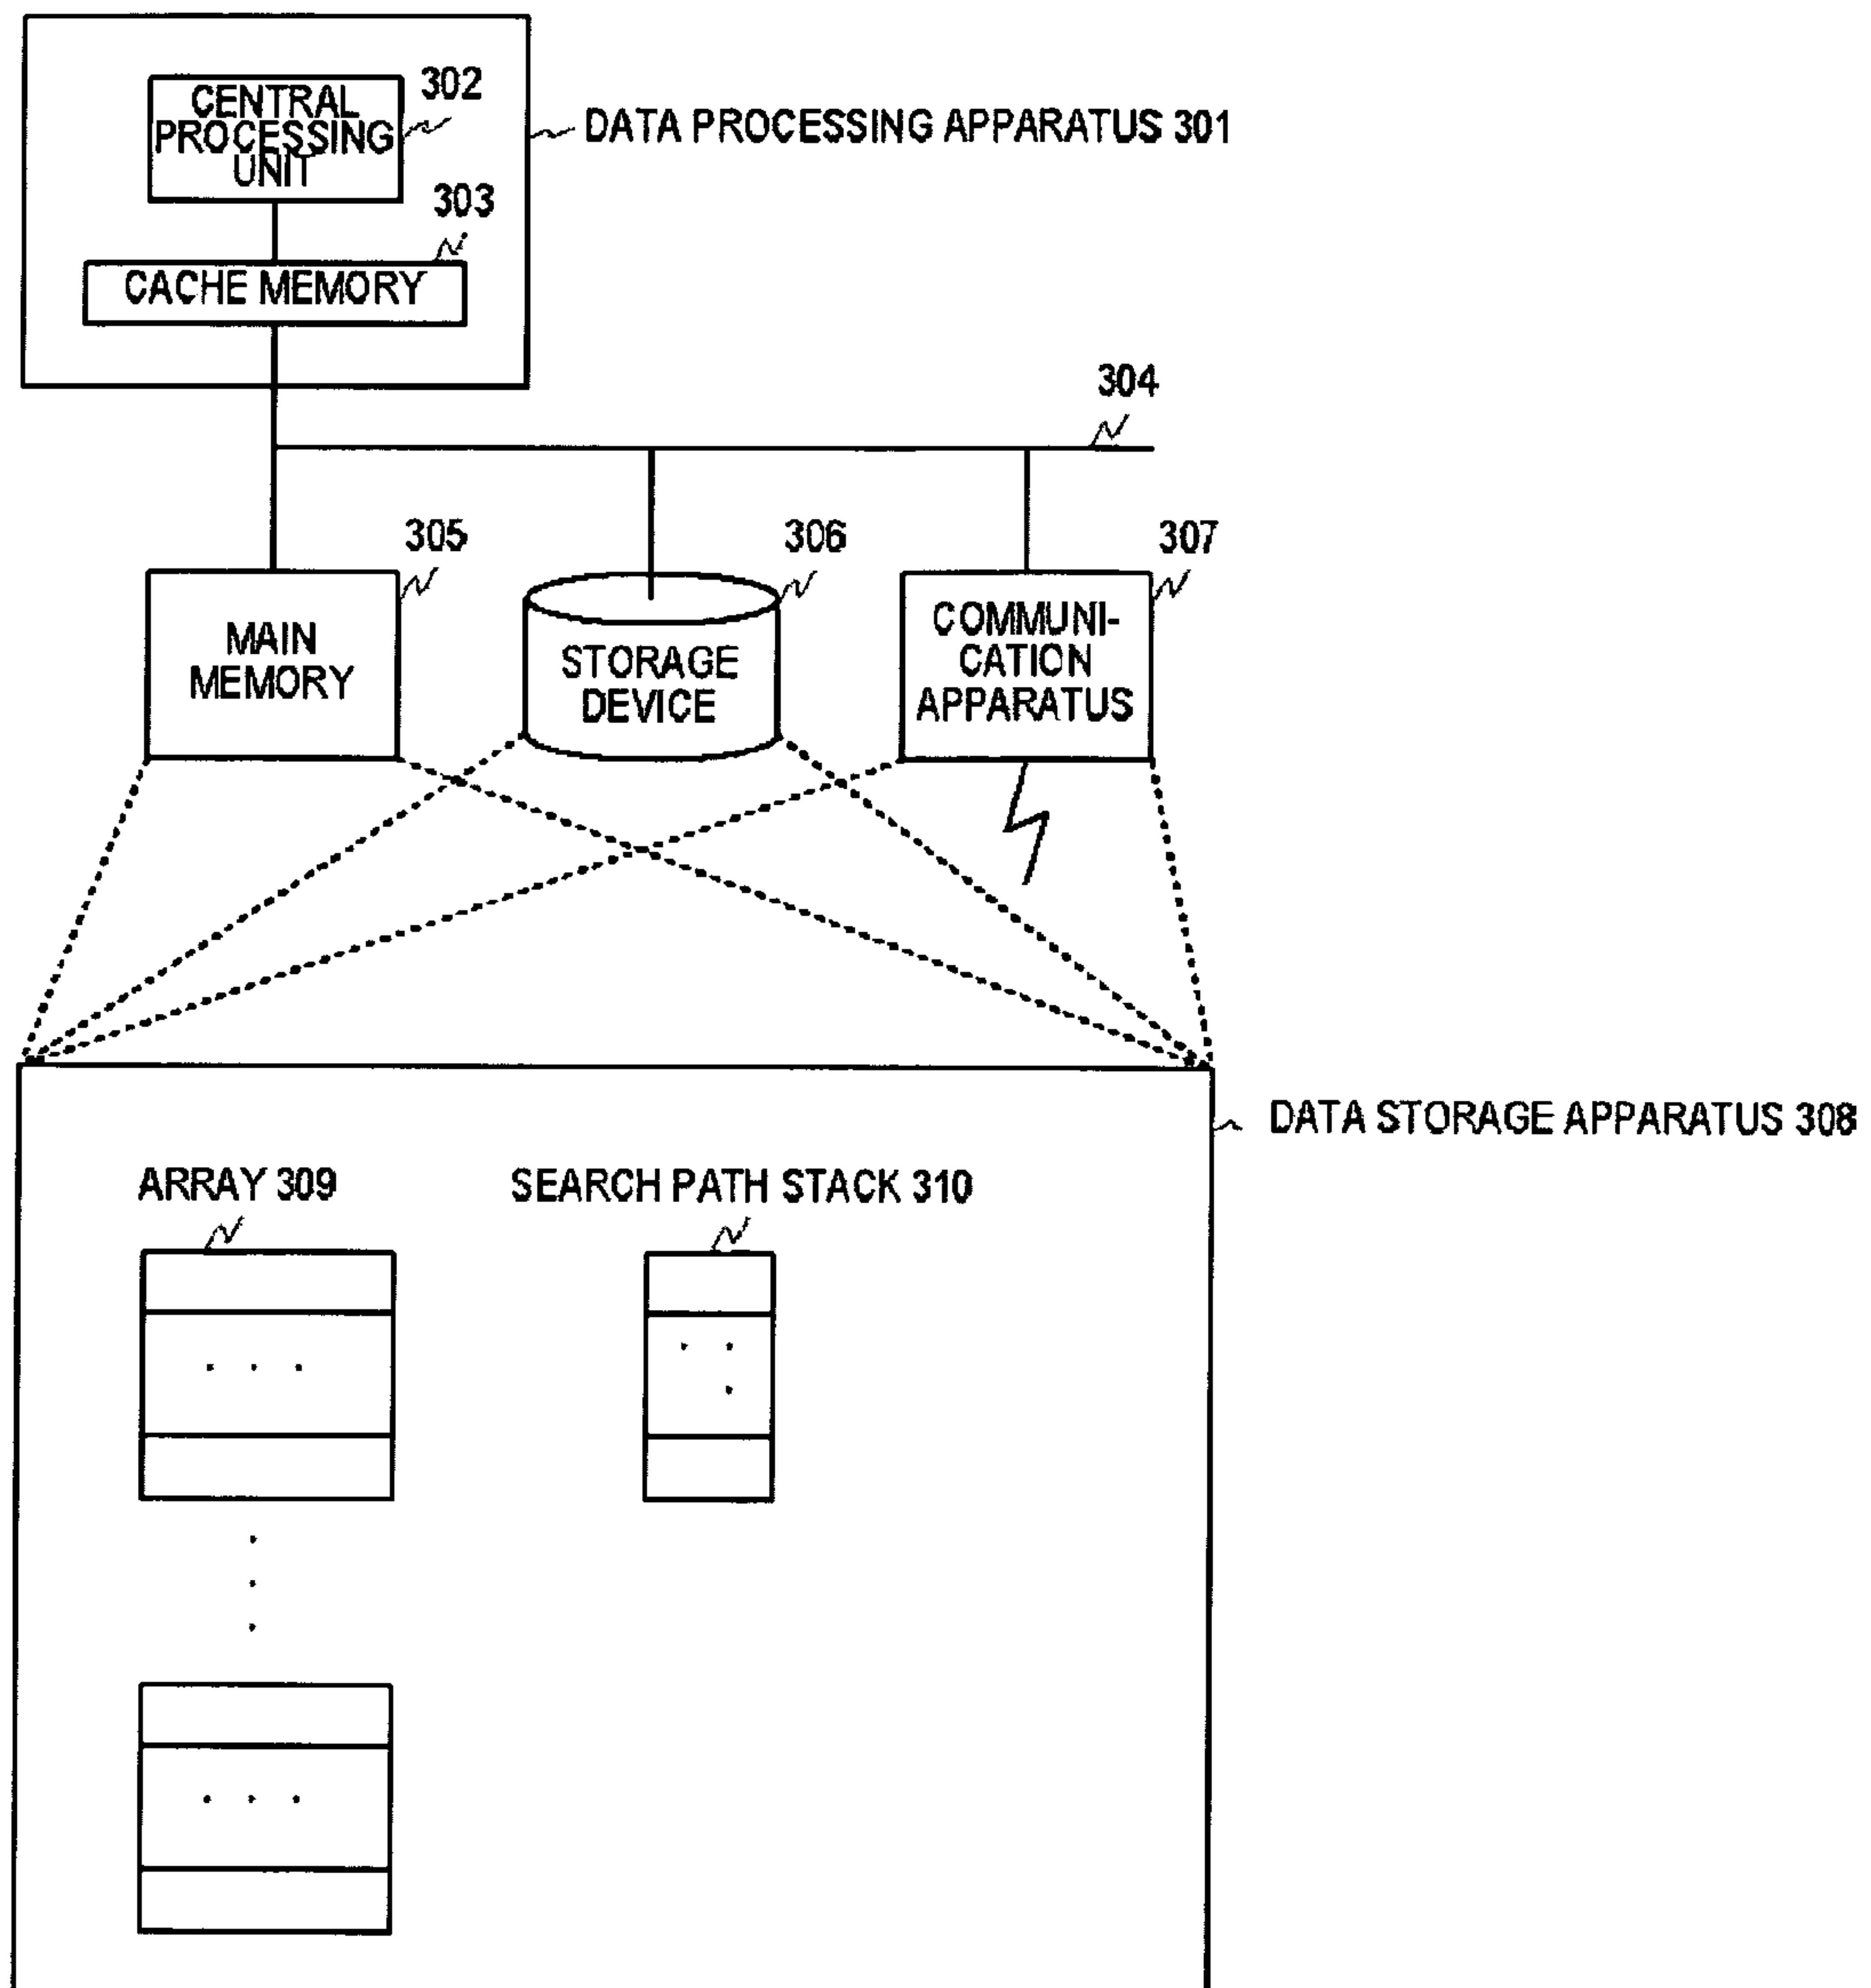 302
CENTRAL
PROCESSING
UNIT
DATA PROCESSING APPARATUS 301
303
CACHE MEMORY
304
305
306
307
MAIN
MEMORY
STORAGE
DEVICE
COMMUNI-
CATION
APPARATUS
DATA STORAGE APPARATUS 308
ARRAY 309
SEARCH PATH STACK 310